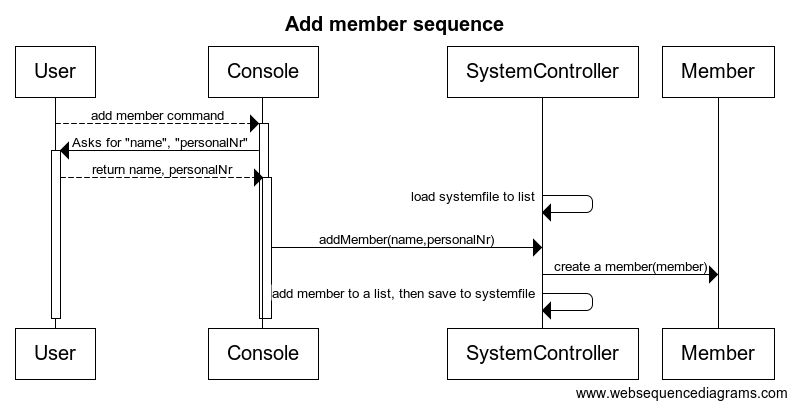 Add member sequence
User
Console
SystemController
Member
add member command
Asks for "name", "personalNr"
return name, personalNr
load systemfile to list
addMember(name,personalNr)
create a member(member)
add member to a list, then save to systemfile
User
Console
SystemController
Member
www.websequencediagrams.com